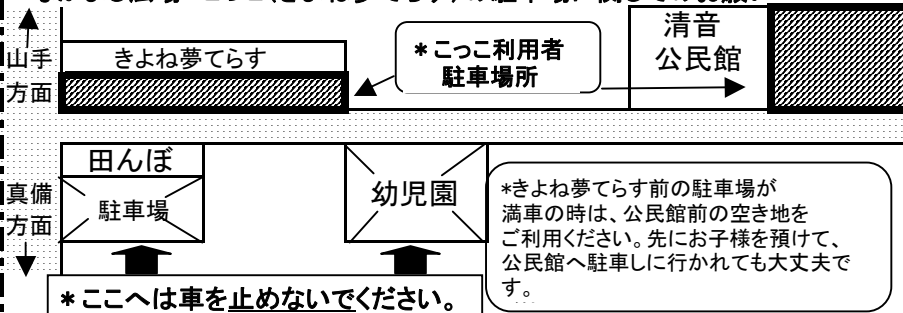 山手
方面
きよね夢てらす
*こっこ利用者
駐車場所
清音
公民館
真備
方面
田んぼ
駐車場
幼児園
*きよね夢てらす前の駐車場が
満車の時は、公民館前の空き地を
ご利用ください。先にお子様を預けて、
公民館へ駐車しに行かれても大丈夫で
す。
*ここへは車を止めないでください。